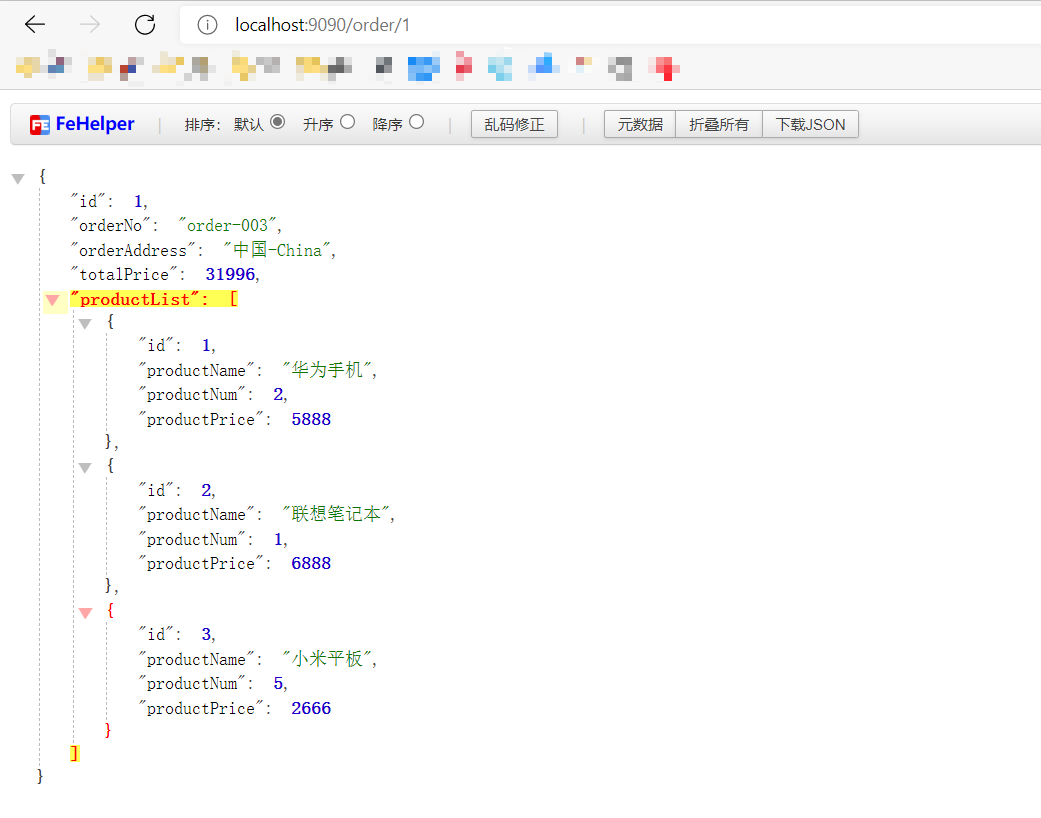 localhost:9090/order/1
FeHelper | 排序: 默认 升序 降序 | 乱码修正 | 元数据 折叠所有 下载JSON
{
"id": 1,
"orderNo": "order-003",
"orderAddress": "中国-China",
"totalPrice": 31996,
"productList": [
{
"id": 1,
"productName": "华为手机",
"productNum": 2,
"productPrice": 5888
},
{
"id": 2,
"productName": "联想笔记本",
"productNum": 1,
"productPrice": 6888
},
{
"id": 3,
"productName": "小米平板",
"productNum": 5,
"productPrice": 2666
}
]
}